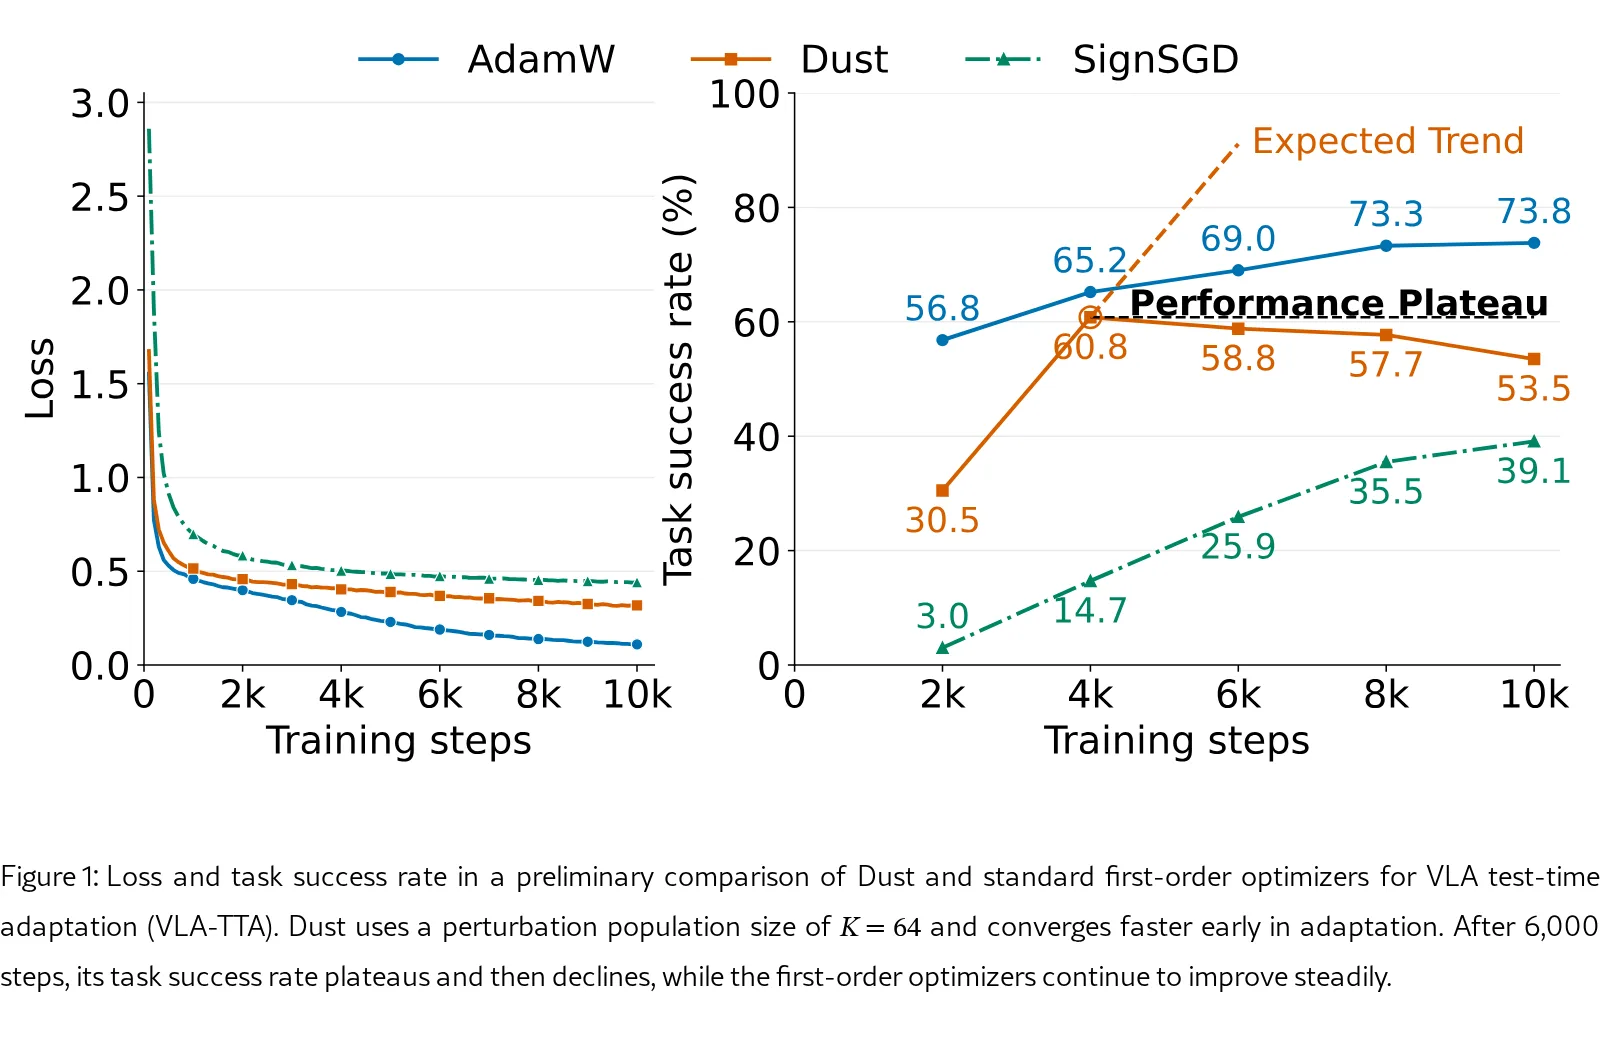 AdamW Dust SignSGD
3.0
2.5
2.0
1.5
1.0
0.5
0.0
Loss
0 2k 4k 6k 8k 10k
Training steps
100
80
60
40
20
0
Task success rate (%)
Expected Trend
Performance Plateau
56.8 65.2 69.0 73.3 73.8
30.5 60.8 58.8 57.7 53.5
3.0 14.7 25.9 35.5 39.1
0 2k 4k 6k 8k 10k
Training steps
Figure 1: Loss and task success rate in a preliminary comparison of Dust and standard first-order optimizers for VLA test-time
adaptation (VLA-TTA). Dust uses a perturbation population size of K = 64 and converges faster early in adaptation. After 6,000
steps, its task success rate plateaus and then declines, while the first-order optimizers continue to improve steadily.